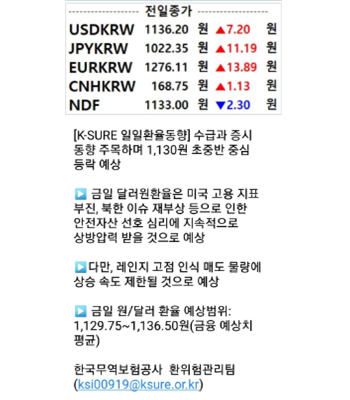 전일종가
USDKRW 1136.20 원 ▲7.20 원
JPYKRW 1022.35 원 ▲11.19 원
EURKRW 1276.11 원 ▲13.89 원
CNHKRW 168.75 원 ▲1.13 원
NDF 1133.00 원 ▼2.30 원
[K-SURE 일일환율동향] 수급과 증시
동향 주목하며 1,130원 초중반 중심
등락 예상
▶ 금일 달러원환율은 미국 고용 지표
부진, 북한 이슈 재부상 등으로 인한
안전자산 선호 심리에 지속적으로
상방압력 받을 것으로 예상
▶다만, 레인지 고점 인식 매도 물량에
상승 속도 제한될 것으로 예상
▶ 금일 원/달러 환율 예상범위:
1,129.75~1,136.50원(금융 예상치
평균)
한국무역보험공사 환위험관리팀
(ksi00919@ksure.or.kr)